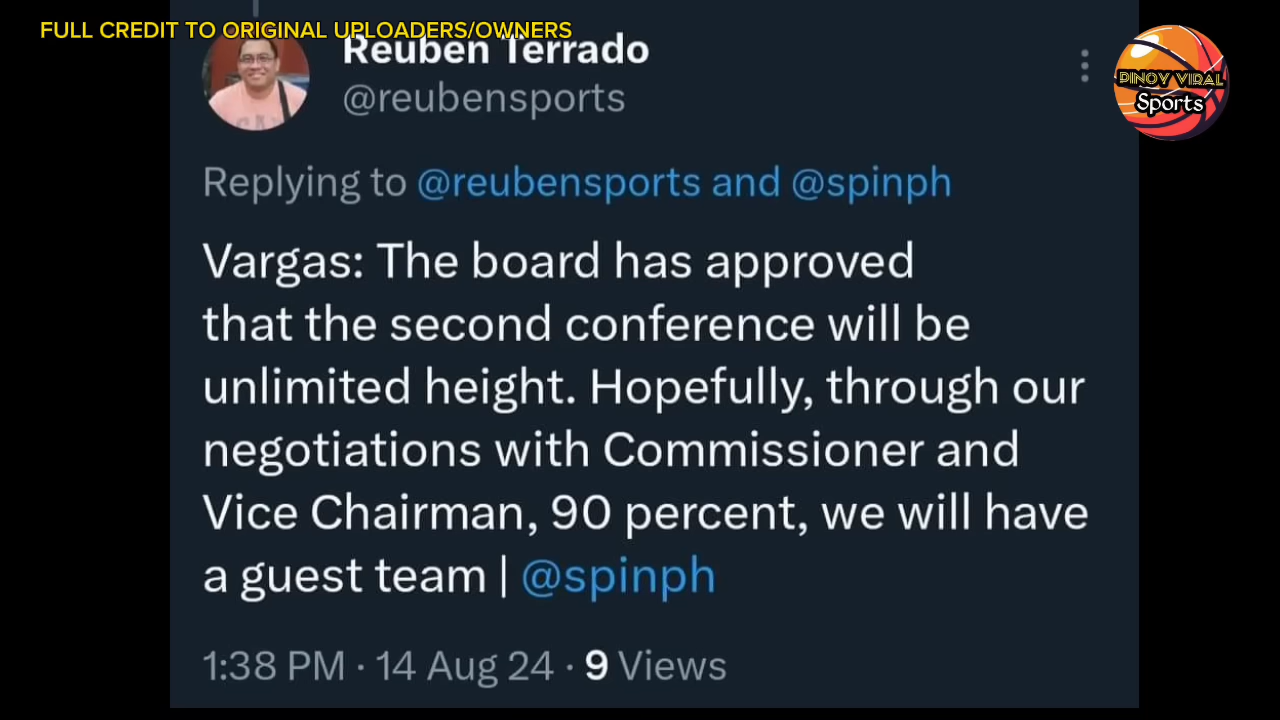 FULL CREDIT TO ORIGINAL UPLOADERS/OWNERS
Reuben Terrado
@reubensports
PINOY VIRAL
Sports
Replying to @reubensports and @spinph
Vargas: The board has approved
that the second conference will be
unlimited height. Hopefully, through our
negotiations with Commissioner and
Vice Chairman, 90 percent, we will have
a guest team | @spinph
1:38 PM · 14 Aug 24 · 9 Views